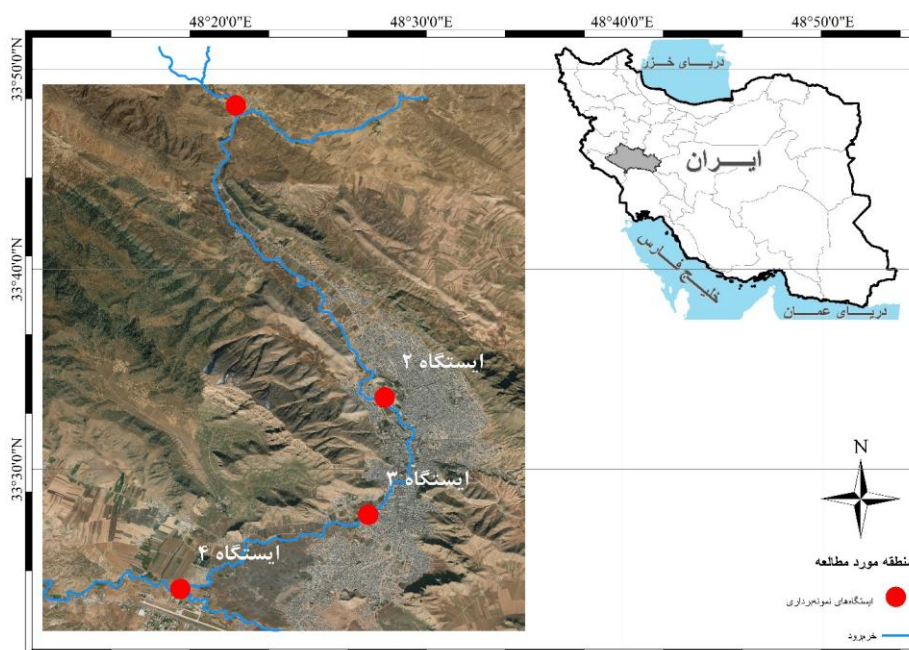 48°20'0"E
48°30'0"E
48°40'0"E
48°50'0"E
33°50'0"N
33°40'0"N
33°30'0"N
دریای خزر
ایـــران
خلیج فارس
دریای عمان
ایستگاه ۲
ایستگاه ۳
ایستگاه ۴
N
منطقه مورد مطالعه
ایستگاه‌های نمونه‌برداری
خرم‌رود